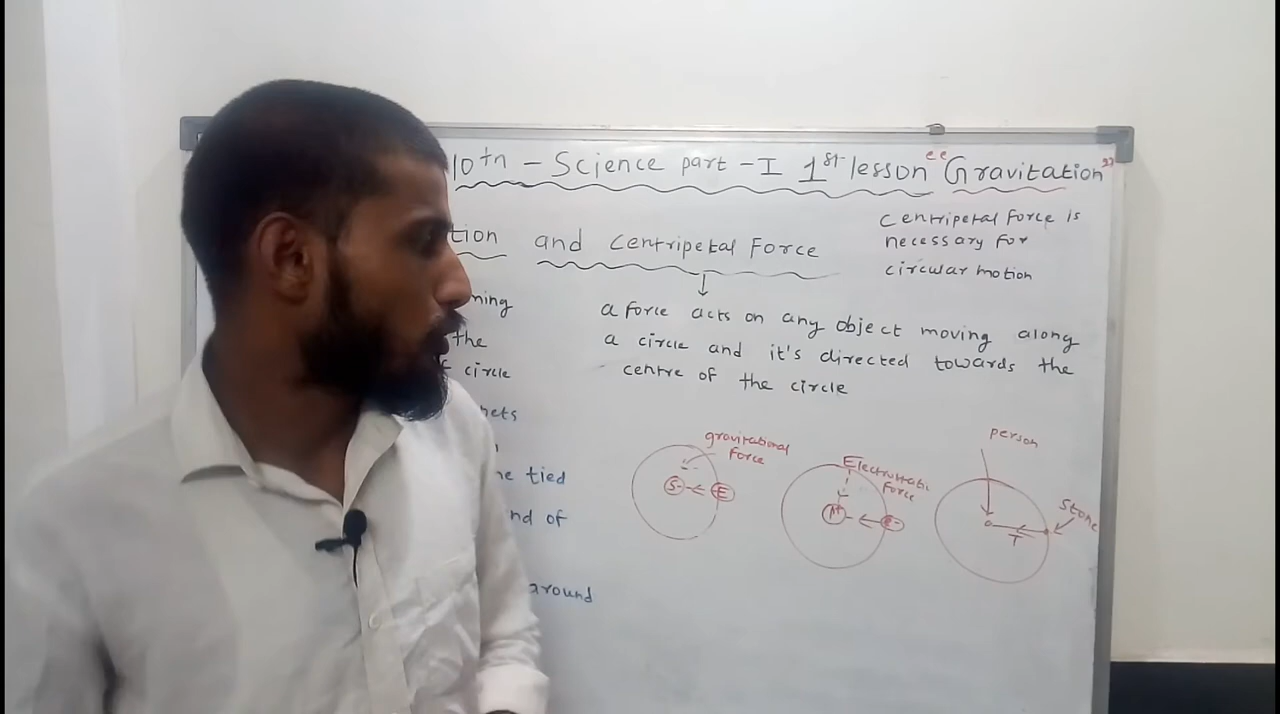 10th - Science part - I 1st lesson "Gravitation"
tion and Centripetal Force
Centripetal Force is
necessary for
circular motion
ming
the
circle
nets
ne tied
nd of
around
a Force acts on any object moving along
a circle and it's directed towards the
centre of the circle
gravitational
Force
S
E
Electrostatic
Force
N+
e-
person
stone
T